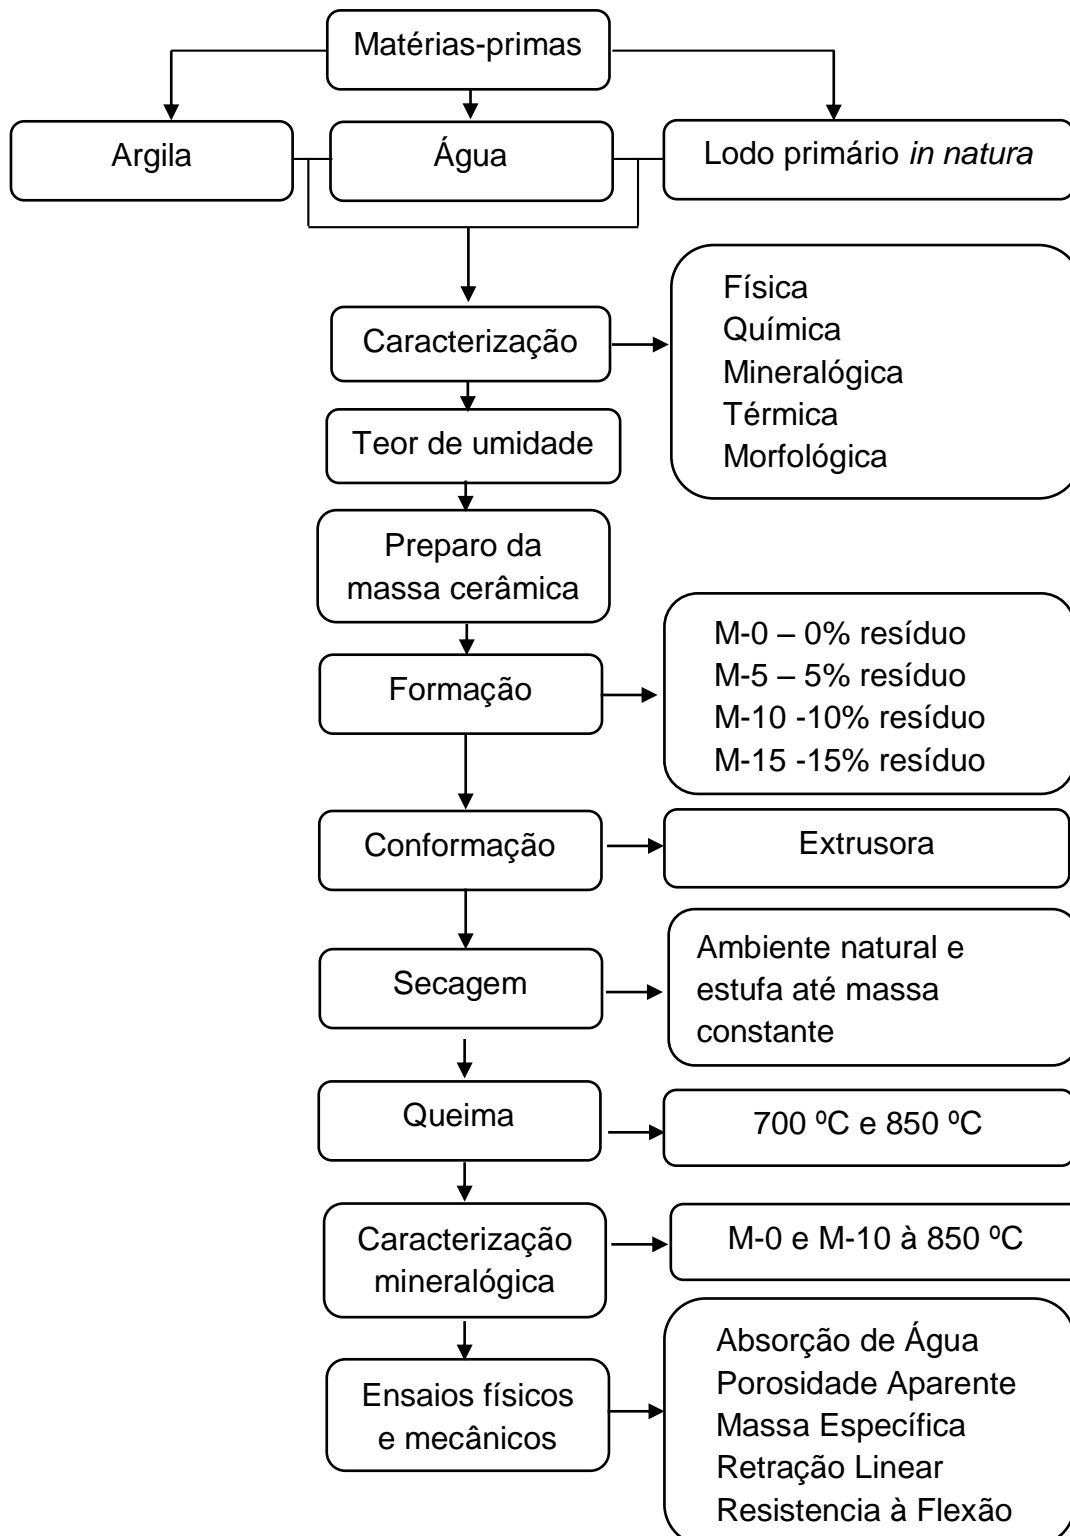 Matérias-primas
Argila
Água
Lodo primário in natura
Caracterização
Física
Química
Mineralógica
Térmica
Morfológica
Teor de umidade
Preparo da
massa cerâmica
Formação
M-0 – 0% resíduo
M-5 – 5% resíduo
M-10 -10% resíduo
M-15 -15% resíduo
Conformação
Extrusora
Secagem
Ambiente natural e
estufa até massa
constante
Queima
700 ºC e 850 ºC
Caracterização
mineralógica
M-0 e M-10 à 850 ºC
Ensaios físicos
e mecânicos
Absorção de Água
Porosidade Aparente
Massa Específica
Retração Linear
Resistencia à Flexão